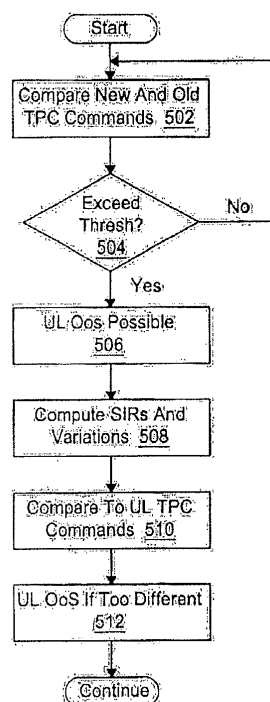 Start
Compare New And Old
TPC Commands 502
Exceed
Thresh?
504
No
Yes
UL Oos Possible
506
Compute SIRs And
Variations 508
Compare To UL TPC
Commands 510
UL OoS If Too Different
512
Continue